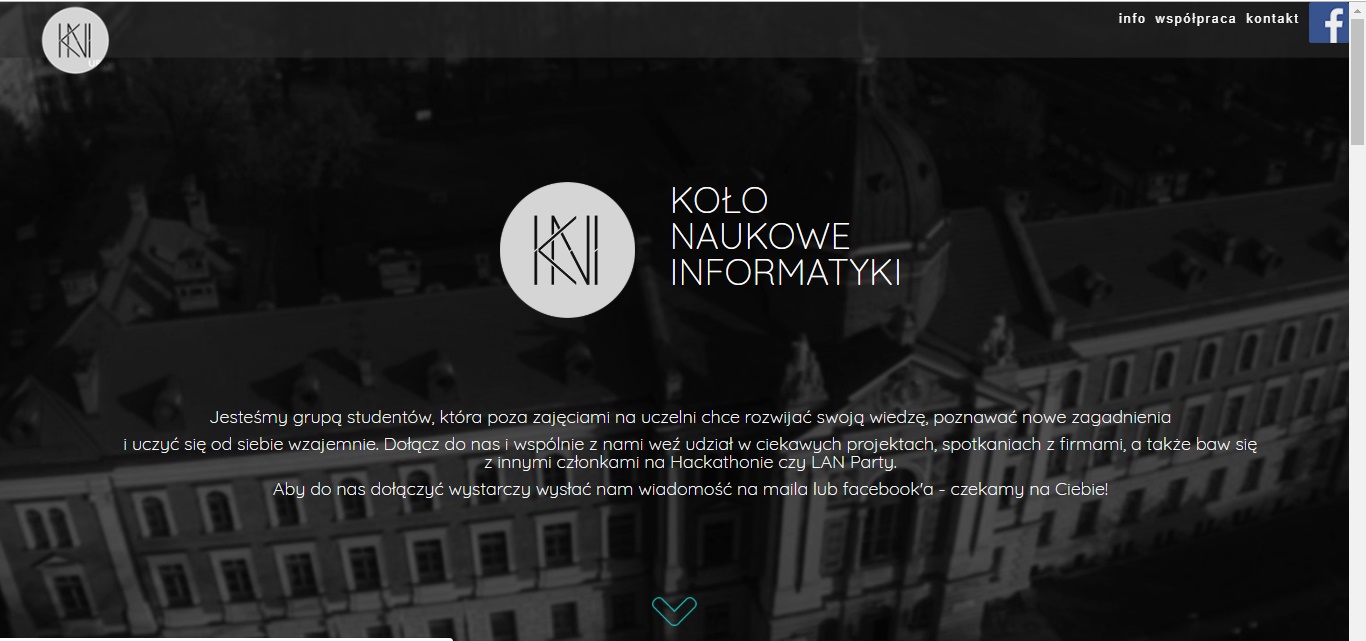 info współpraca kontakt
KNI
KOŁO
NAUKOWE
INFORMATYKI
Jesteśmy grupą studentów, która poza zajęciami na uczelni chce rozwijać swoją wiedzę, poznawać nowe zagadnienia
i uczyć się od siebie wzajemnie. Dołącz do nas i wspólnie z nami weź udział w ciekawych projektach, spotkaniach z firmami, a także baw się
z innymi członkami na Hackathonie czy LAN Party.
Aby do nas dołączyć wystarczy wysłać nam wiadomość na maila lub facebook'a - czekamy na Ciebie!